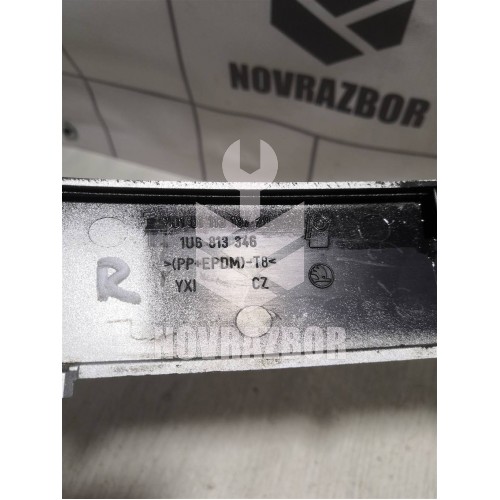 NOVRAZBOR
1U6 813 346
>(PP+EPDM)-T8<
YXI CZ
R
NOVRAZBOR